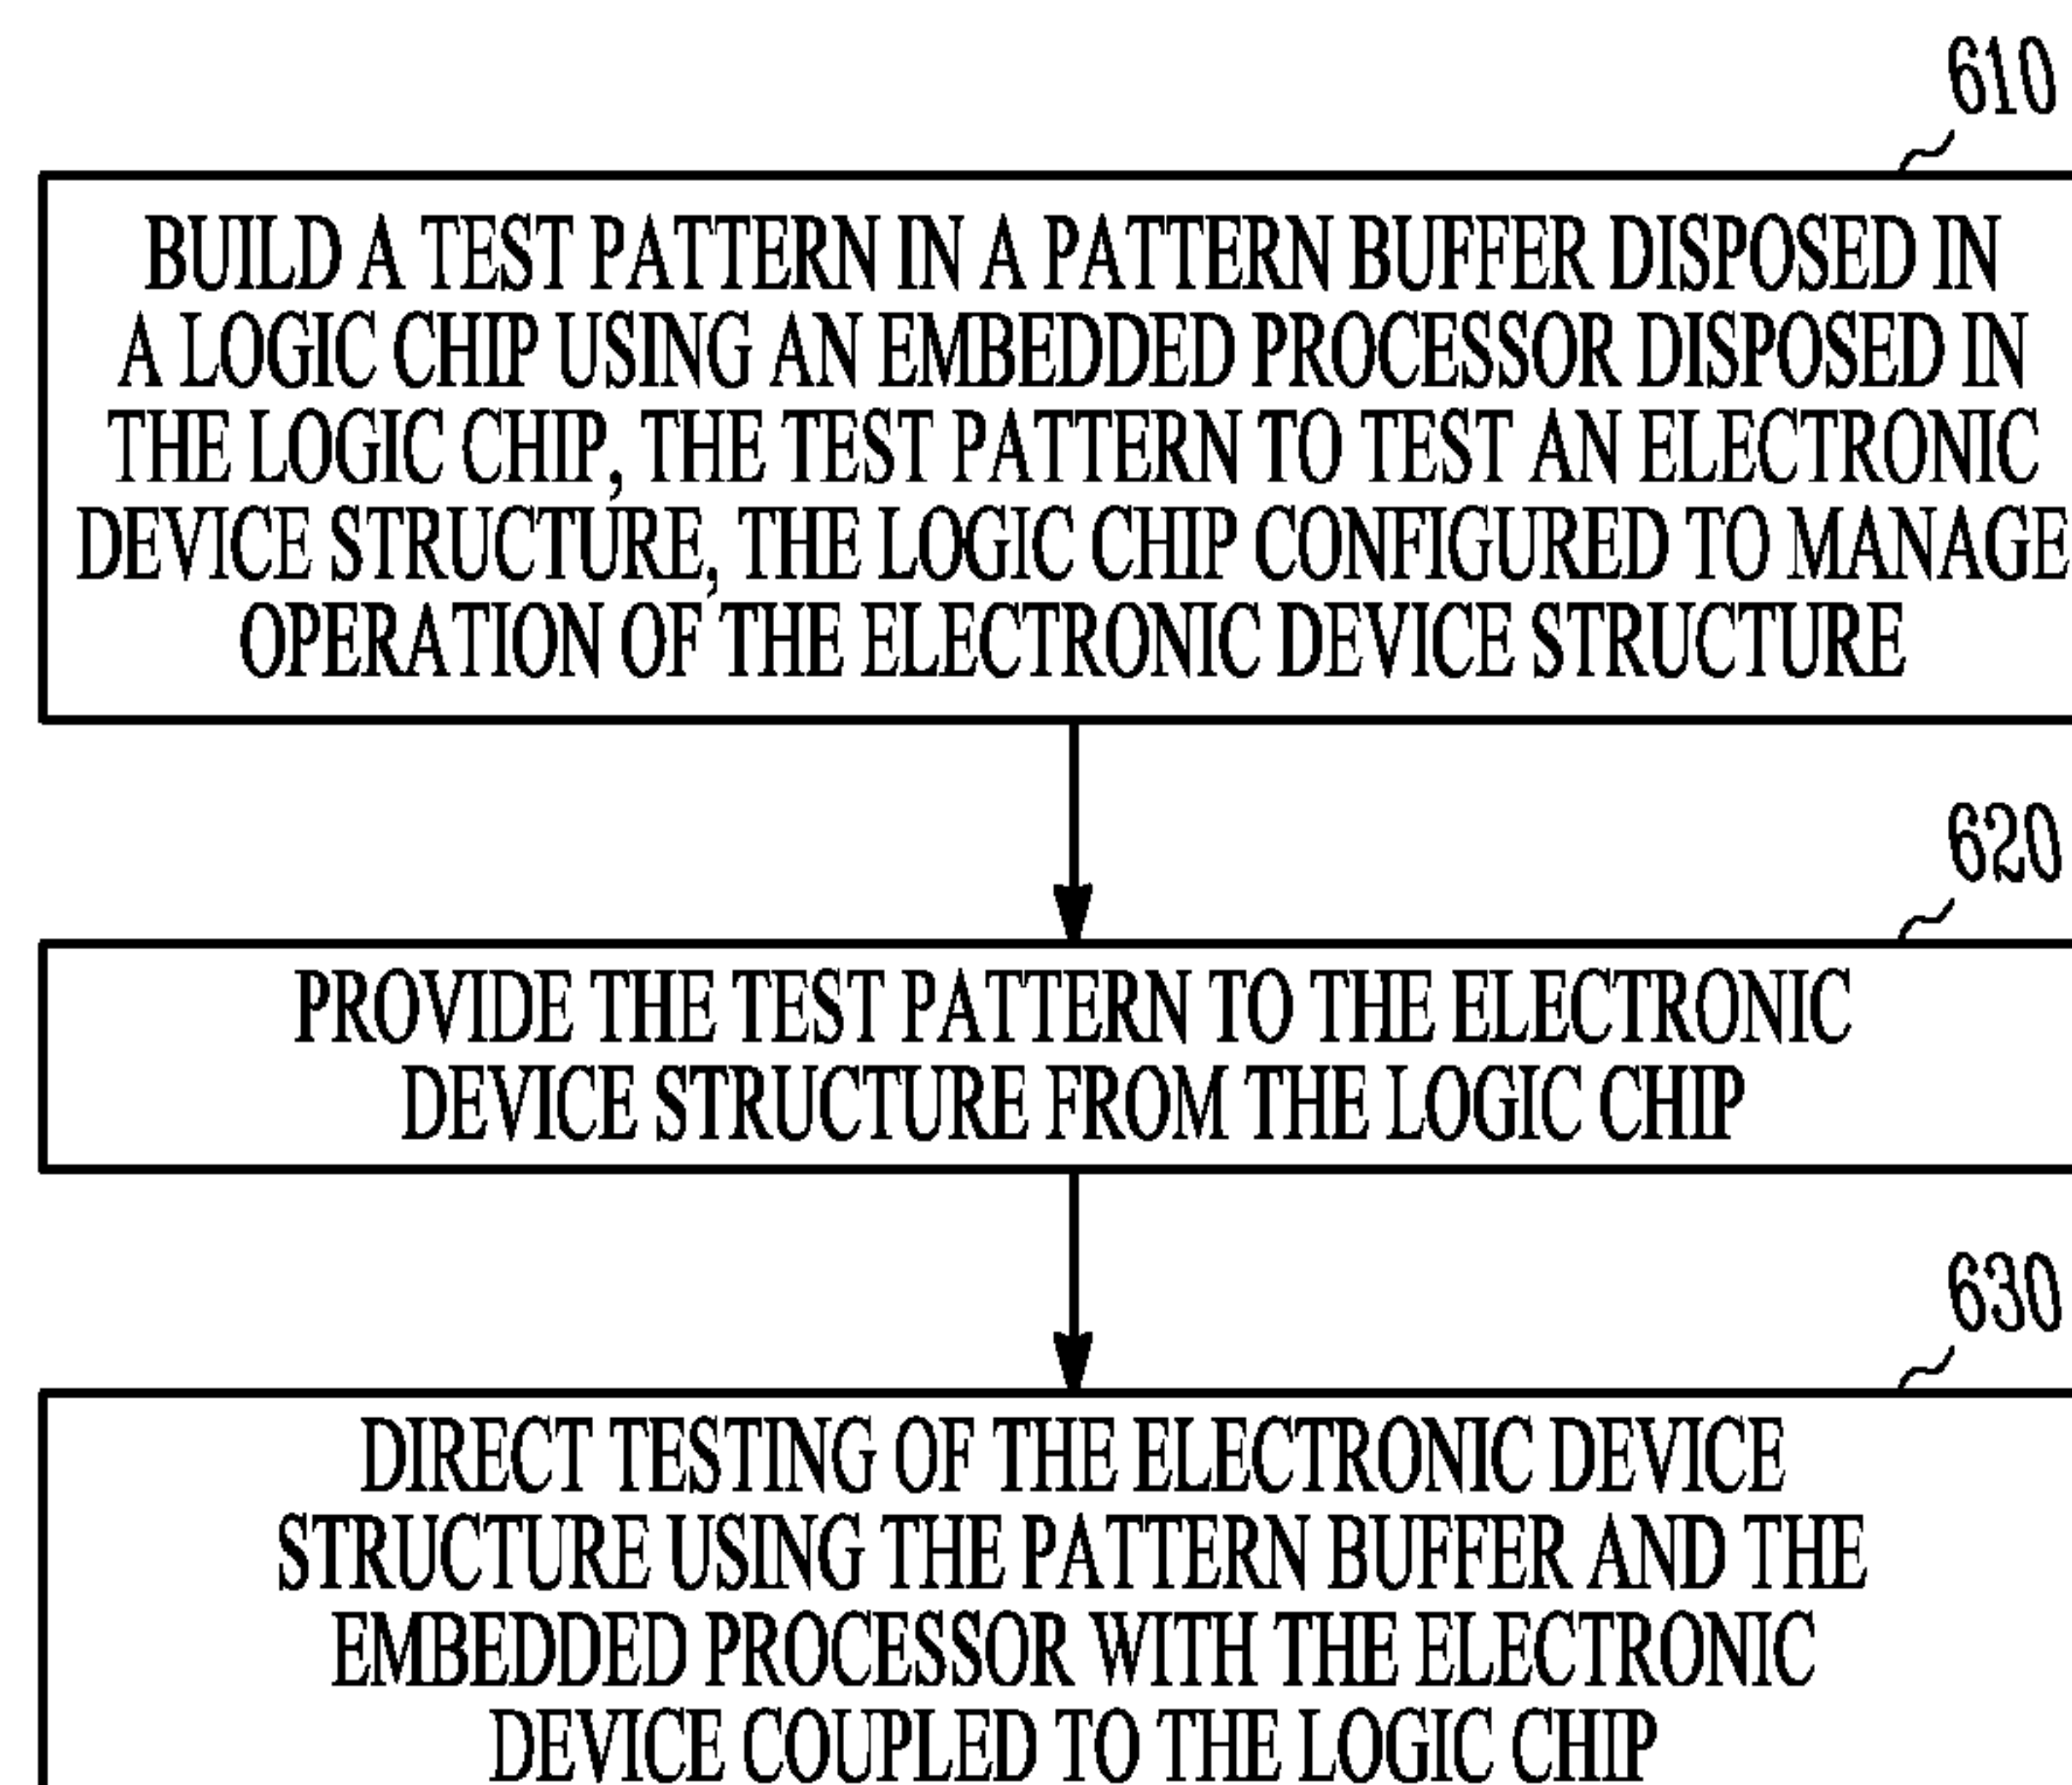 610
BUILD A TEST PATTERN IN A PATTERN BUFFER DISPOSED IN
A LOGIC CHIP USING AN EMBEDDED PROCESSOR DISPOSED IN
THE LOGIC CHIP, THE TEST PATTERN TO TEST AN ELECTRONIC
DEVICE STRUCTURE, THE LOGIC CHIP CONFIGURED TO MANAGE
OPERATION OF THE ELECTRONIC DEVICE STRUCTURE
620
PROVIDE THE TEST PATTERN TO THE ELECTRONIC
DEVICE STRUCTURE FROM THE LOGIC CHIP
630
DIRECT TESTING OF THE ELECTRONIC DEVICE
STRUCTURE USING THE PATTERN BUFFER AND THE
EMBEDDED PROCESSOR WITH THE ELECTRONIC
DEVICE COUPLED TO THE LOGIC CHIP